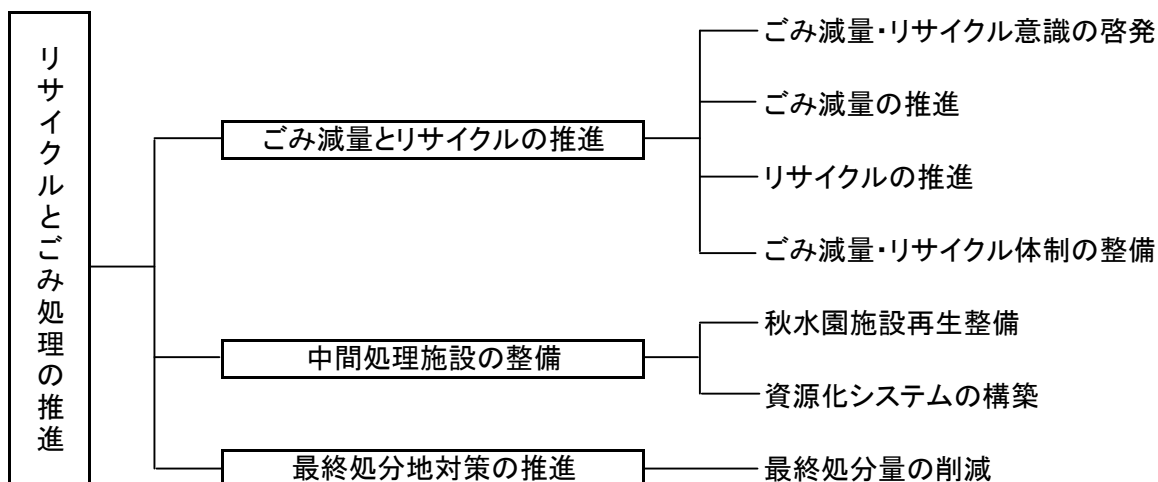 リサイクルとごみ処理の推進
ごみ減量とリサイクルの推進
ごみ減量・リサイクル意識の啓発
ごみ減量の推進
リサイクルの推進
ごみ減量・リサイクル体制の整備
中間処理施設の整備
秋水園施設再生整備
資源化システムの構築
最終処分地対策の推進
最終処分量の削減